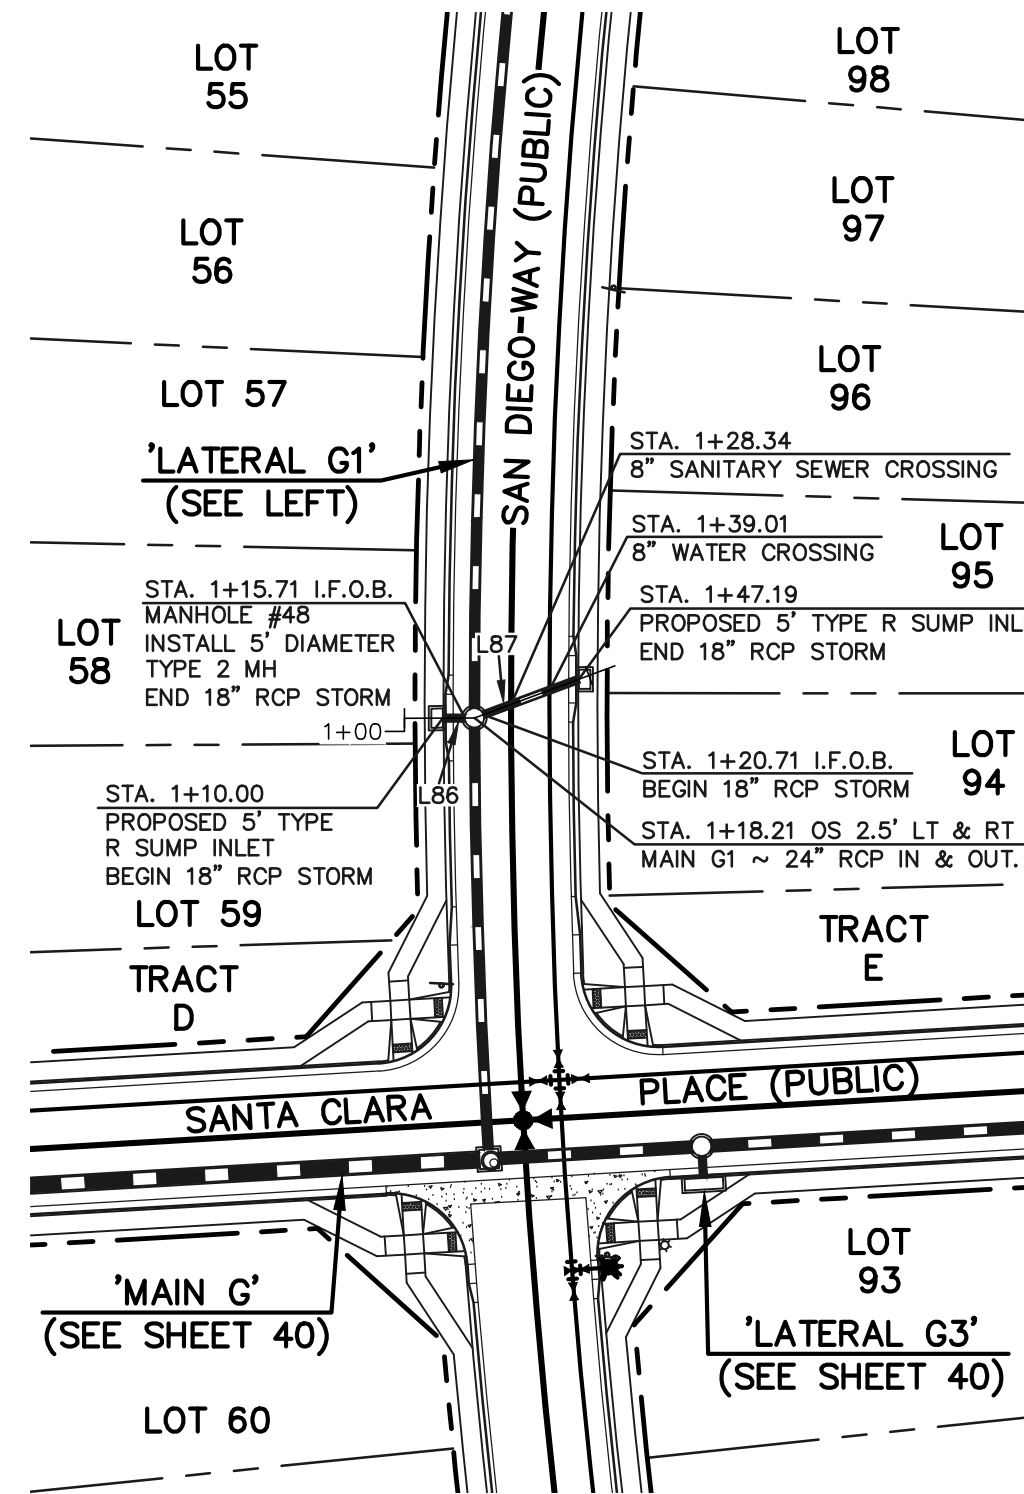 LOT
55
LOT
98
LOT
56
LOT
97
SAN DIEGO WAY (PUBLIC)
LOT 57
LOT
96
'LATERAL G1'
(SEE LEFT)
STA. 1+28.34
8" SANITARY SEWER CROSSING
STA. 1+39.01
8" WATER CROSSING
LOT
95
STA. 1+15.71 I.F.O.B.
MANHOLE #48
INSTALL 5' DIAMETER
TYPE 2 MH
END 18" RCP STORM
STA. 1+47.19
PROPOSED 5' TYPE R SUMP INL
END 18" RCP STORM
LOT
58
L87
1+00
L86
LOT
94
STA. 1+20.71 I.F.O.B.
BEGIN 18" RCP STORM
STA. 1+10.00
PROPOSED 5' TYPE
R SUMP INLET
BEGIN 18" RCP STORM
STA. 1+18.21 OS 2.5' LT & RT
MAIN G1 ~ 24" RCP IN & OUT.
LOT 59
TRACT
D
TRACT
E
SANTA CLARA PLACE (PUBLIC)
'MAIN G'
(SEE SHEET 40)
LOT
93
'LATERAL G3'
(SEE SHEET 40)
LOT 60